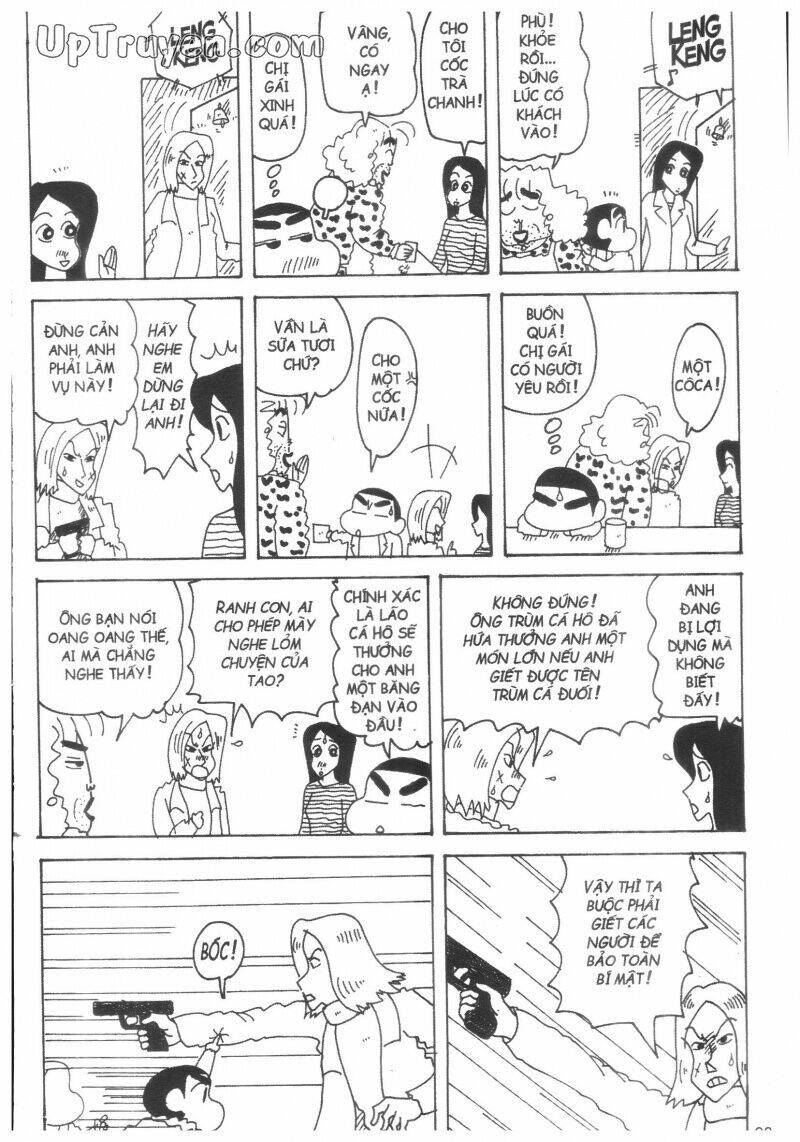 UpTruyen.com
LENG
KENG
PHÙ!
KHỎE
RỒI...
ĐÚNG
LÚC CÓ
KHÁCH
VÀO!
CHO
TÔI
CỐC
TRÀ
CHANH!
VÂNG,
CÓ
NGAY
Ạ!
CHỊ
GÁI
XINH
QUÁ!
LENG
KENG
MỘT
CÔCA!
BUỒN
QUÁ!
CHỊ GÁI
CÓ NGƯỜI
YÊU RỒI!
CHO
MỘT
CỐC
NỮA!
VẪN LÀ
SỮA TƯƠI
CHỨ?
HÃY
NGHE
EM
DỪNG
LẠI ĐI
ANH!
ĐỪNG CẢN
ANH, ANH
PHẢI LÀM
VỤ NÀY!
ANH
ĐANG
BỊ LỢI
DỤNG MÀ
KHÔNG
BIẾT
ĐẤY!
KHÔNG ĐÚNG!
ÔNG TRÙM CÁ HÔ ĐÃ
HỨA THƯỞNG ANH MỘT
MÓN LỚN NẾU ANH
GIẾT ĐƯỢC TÊN
TRÙM CÁ ĐUỐI!
CHÍNH XÁC
LÀ LÃO
CÁ HÔ SẼ
THƯỞNG
CHO ANH
MỘT BĂNG
ĐẠN VÀO
ĐẦU!
RANH CON, AI
CHO PHÉP MÀY
NGHE LỎM
CHUYỆN CỦA
TAO?
ÔNG BẠN NÓI
OANG OANG THẾ,
AI MÀ CHẲNG
NGHE THẤY!
VẬY THÌ TA
BUỘC PHẢI
GIẾT CÁC
NGƯỜI ĐỂ
BẢO TOÀN
BÍ MẬT!
BỐC!